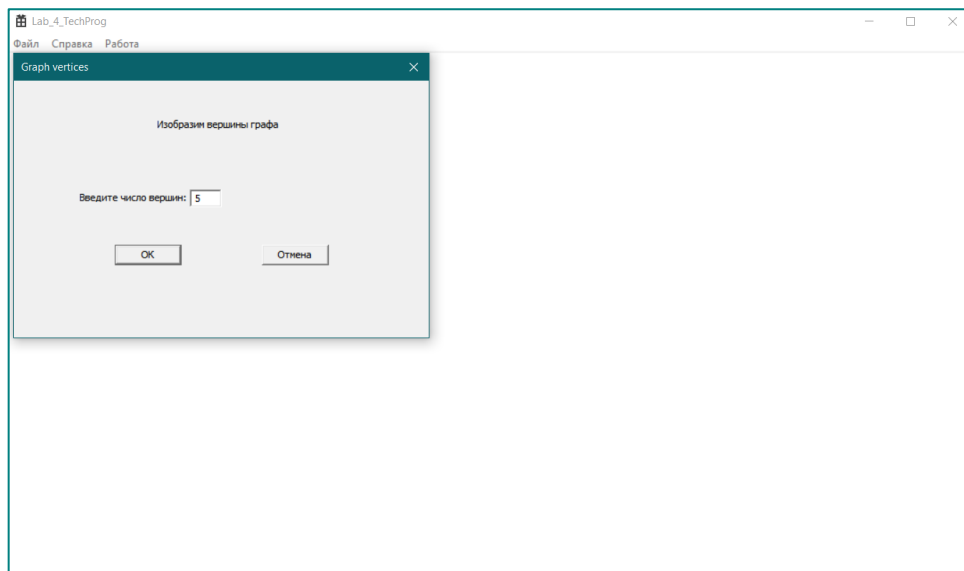 Lab_4_TechProg
Файл Справка Работа
Graph vertices
Изобразим вершины графа
Введите число вершин: 5
OK Отмена